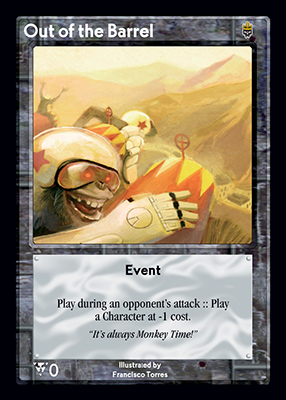 Out of the Barrel
Event
Play during an opponent's attack :: Play
a Character at -1 cost.
"It's always Monkey Time!"
0
Illustrated by
Francisco Torres